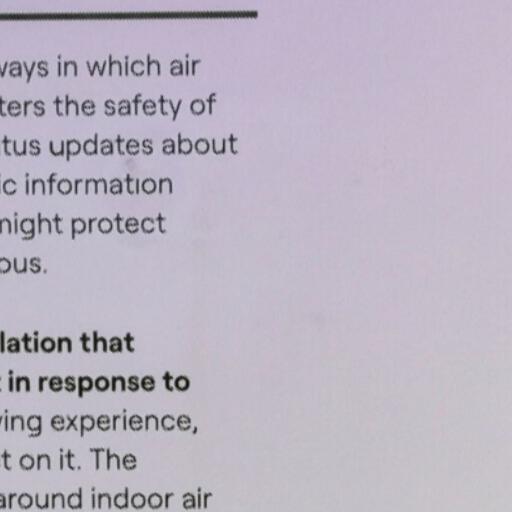 ways in which air
ters the safety of
tus updates about
ic information
might protect
ous.
lation that
in response to
ving experience,
t on it. The
around indoor air